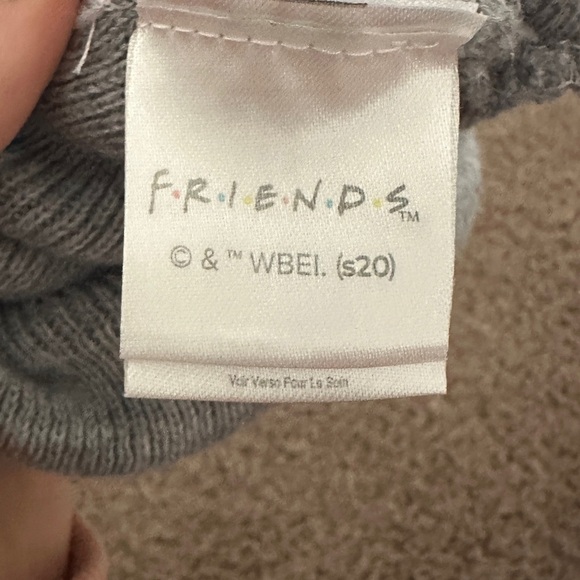 F·R·I·E·N·D·S™
© & ™ WBEI. (s20)
Voir Verso Pour Le Soin